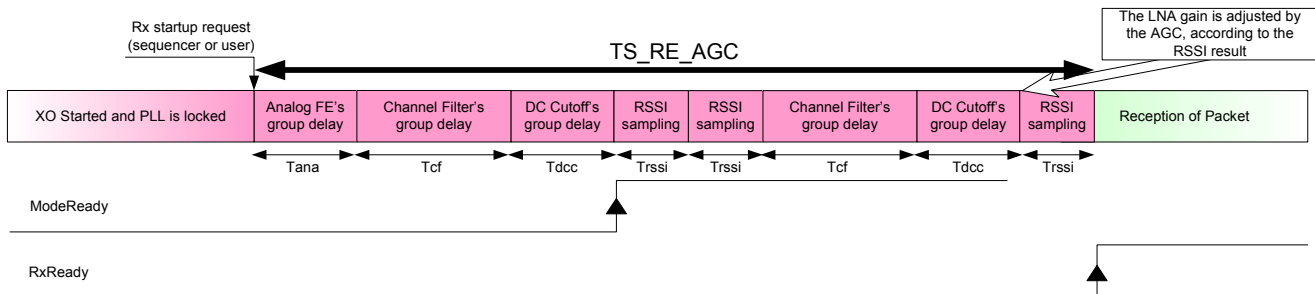 Rx startup request
(sequencer or user)
TS_RE_AGC
The LNA gain is adjusted by
the AGC, according to the
RSSI result
XO Started and PLL is locked
Analog FE's
group delay
Channel Filter's
group delay
DC Cutoff's
group delay
RSSI
sampling
RSSI
sampling
Channel Filter's
group delay
DC Cutoff's
group delay
RSSI
sampling
Reception of Packet
Tana
Tcf
Tdcc
Trssi
Trssi
Tcf
Tdcc
Trssi
ModeReady
RxReady